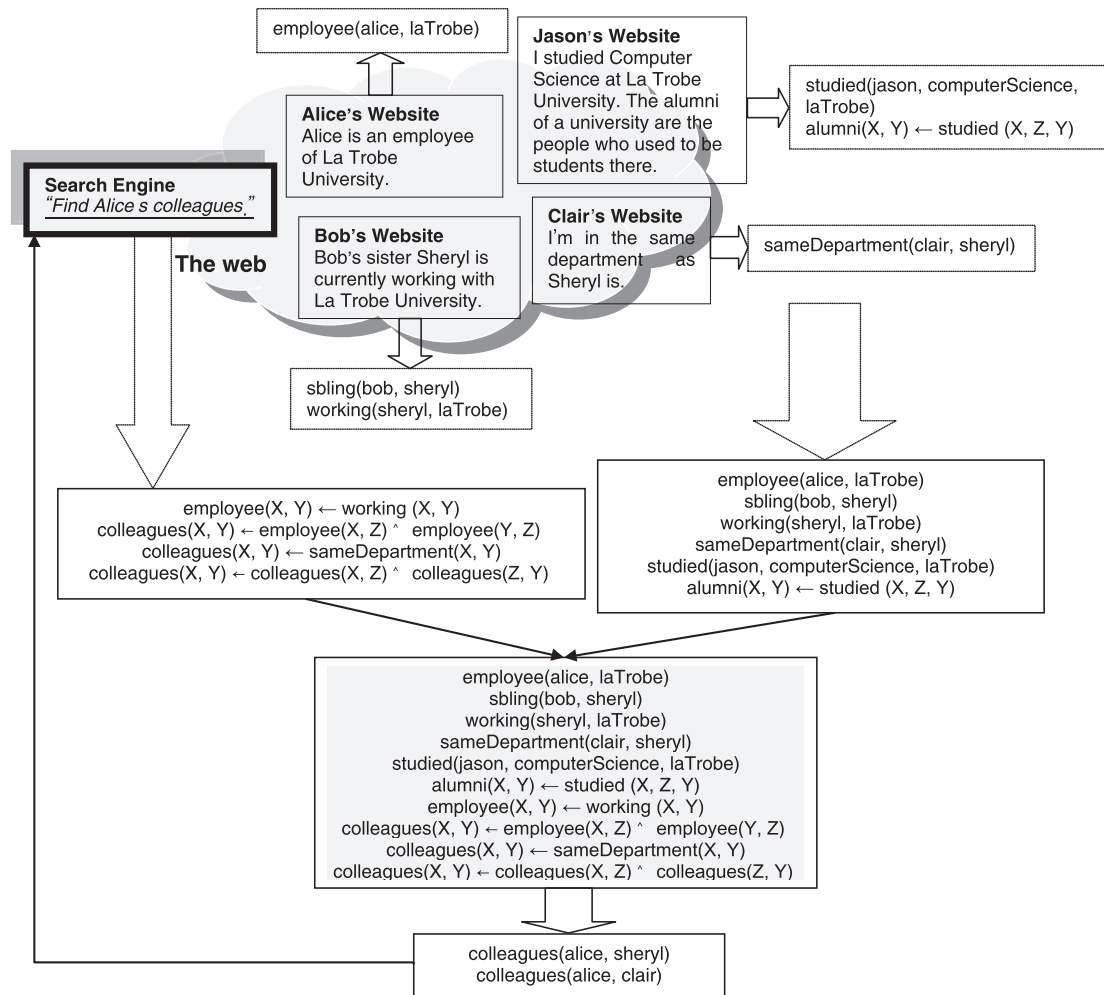 employee(alice, laTrobe)
Jason's Website
I studied Computer
Science at La Trobe
University. The alumni
of a university are the
people who used to be
students there.
studied(jason, computerScience,
laTrobe)
alumni(X, Y) ← studied (X, Z, Y)
Alice's Website
Alice is an employee
of La Trobe
University.
Search Engine
"Find Alice s colleagues."
Bob's Website
Bob's sister Sheryl is
currently working with
La Trobe University.
Clair's Website
I'm in the same
department as
Sheryl is.
sameDepartment(clair, sheryl)
The web
sbling(bob, sheryl)
working(sheryl, laTrobe)
employee(X, Y) ← working (X, Y)
colleagues(X, Y) ← employee(X, Z) ^ employee(Y, Z)
colleagues(X, Y) ← sameDepartment(X, Y)
colleagues(X, Y) ← colleagues(X, Z) ^ colleagues(Z, Y)
employee(alice, laTrobe)
sbling(bob, sheryl)
working(sheryl, laTrobe)
sameDepartment(clair, sheryl)
studied(jason, computerScience, laTrobe)
alumni(X, Y) ← studied (X, Z, Y)
employee(alice, laTrobe)
sbling(bob, sheryl)
working(sheryl, laTrobe)
sameDepartment(clair, sheryl)
studied(jason, computerScience, laTrobe)
alumni(X, Y) ← studied (X, Z, Y)
employee(X, Y) ← working (X, Y)
colleagues(X, Y) ← employee(X, Z) ^ employee(Y, Z)
colleagues(X, Y) ← sameDepartment(X, Y)
colleagues(X, Y) ← colleagues(X, Z) ^ colleagues(Z, Y)
colleagues(alice, sheryl)
colleagues(alice, clair)